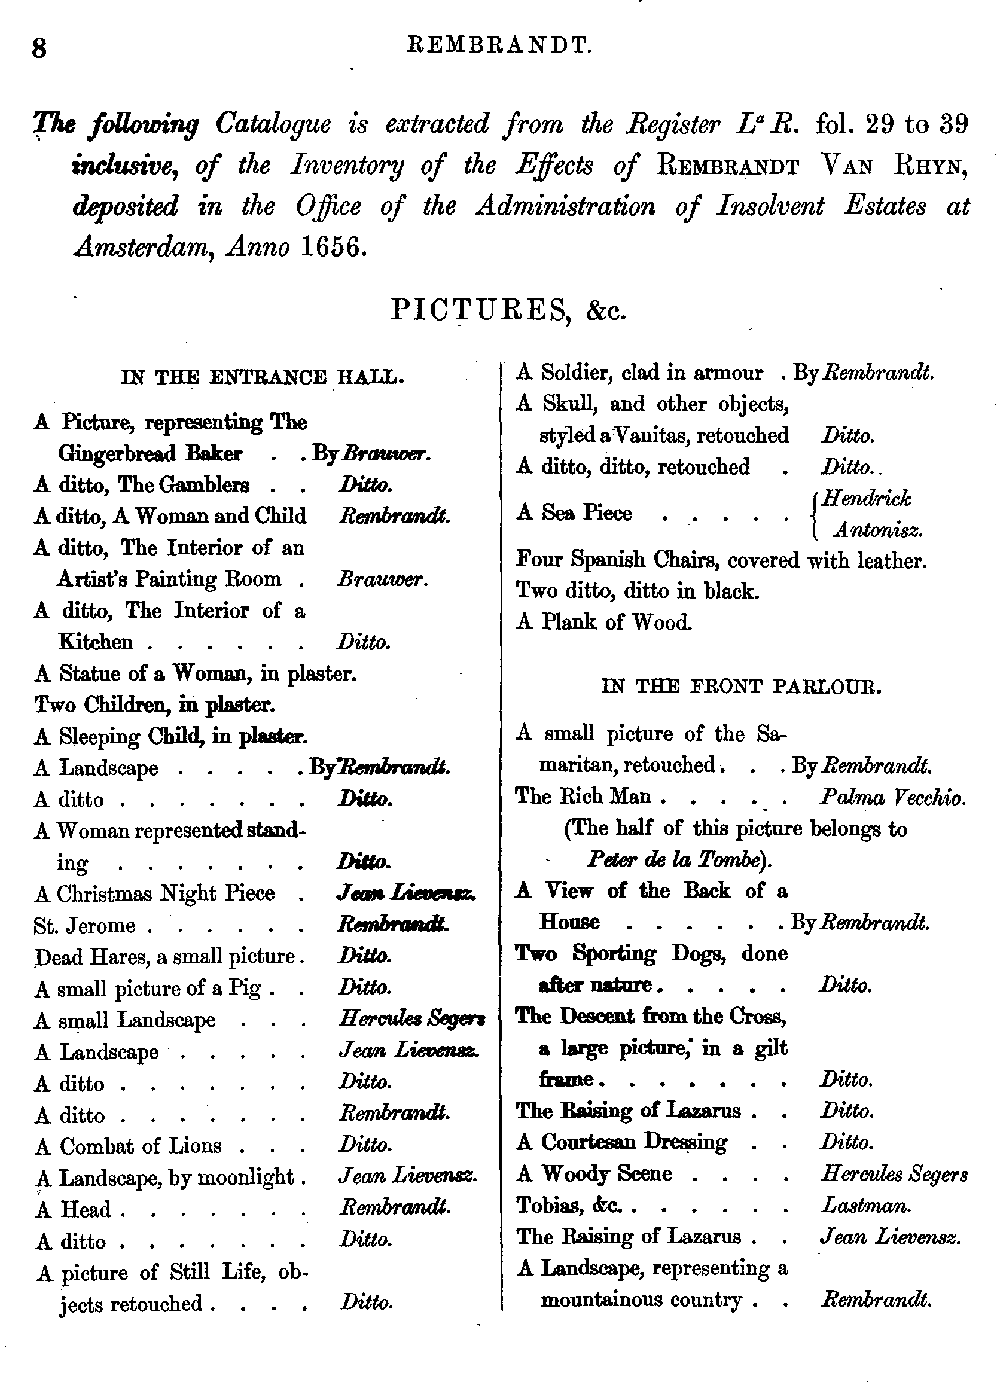 8
REMBRANDT.
The following Catalogue is extracted from the Register Lᵃ R. fol. 29 to 39
inclusive, of the Inventory of the Effects of REMBRANDT VAN RHYN,
deposited in the Office of the Administration of Insolvent Estates at
Amsterdam, Anno 1656.
PICTURES, &c.
IN THE ENTRANCE HALL.
A Picture, representing The
Gingerbread Baker . . By Brauwer.
A ditto, The Gamblers . . Ditto.
A ditto, A Woman and Child Rembrandt.
A ditto, The Interior of an
Artist's Painting Room . Brauwer.
A ditto, The Interior of a
Kitchen . . . . . . Ditto.
A Statue of a Woman, in plaster.
Two Children, in plaster.
A Sleeping Child, in plaster.
A Landscape . . . . . By Rembrandt.
A ditto . . . . . . . Ditto.
A Woman represented stand-
ing . . . . . . . Ditto.
A Christmas Night Piece . Jean Lievensz.
St. Jerome . . . . . . Rembrandt.
Dead Hares, a small picture . Ditto.
A small picture of a Pig . . Ditto.
A small Landscape . . . Hercules Segers
A Landscape . . . . . Jean Lievensz.
A ditto . . . . . . . Ditto.
A ditto . . . . . . . Rembrandt.
A Combat of Lions . . . Ditto.
A Landscape, by moonlight . Jean Lievensz.
A Head . . . . . . . Rembrandt.
A ditto . . . . . . . Ditto.
A picture of Still Life, ob-
jects retouched . . . . Ditto.
A Soldier, clad in armour . By Rembrandt.
A Skull, and other objects,
styled a Vanitas, retouched Ditto.
A ditto, ditto, retouched . Ditto.
A Sea Piece . . . . . { Hendrick
Antonisz.
Four Spanish Chairs, covered with leather.
Two ditto, ditto in black.
A Plank of Wood.
IN THE FRONT PARLOUR.
A small picture of the Sa-
maritan, retouched . . . By Rembrandt.
The Rich Man . . . . . Palma Vecchio.
(The half of this picture belongs to
Peter de la Tombe).
A View of the Back of a
House . . . . . . By Rembrandt.
Two Sporting Dogs, done
after nature . . . . . Ditto.
The Descent from the Cross,
a large picture, in a gilt
frame . . . . . . . Ditto.
The Raising of Lazarus . . Ditto.
A Courtesan Dressing . . Ditto.
A Woody Scene . . . . Hercules Segers
Tobias, &c. . . . . . . Lastman.
The Raising of Lazarus . . Jean Lievensz.
A Landscape, representing a
mountainous country . . Rembrandt.